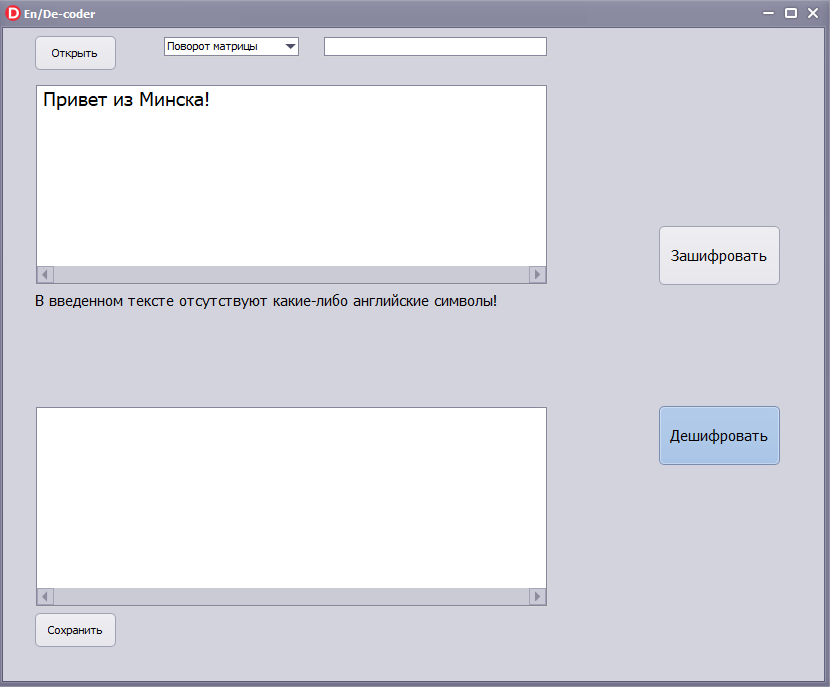 D En/De-coder
Открыть
Поворот матрицы
Привет из Минска!
Зашифровать
В введенном тексте отсутствуют какие-либо английские символы!
Дешифровать
Сохранить